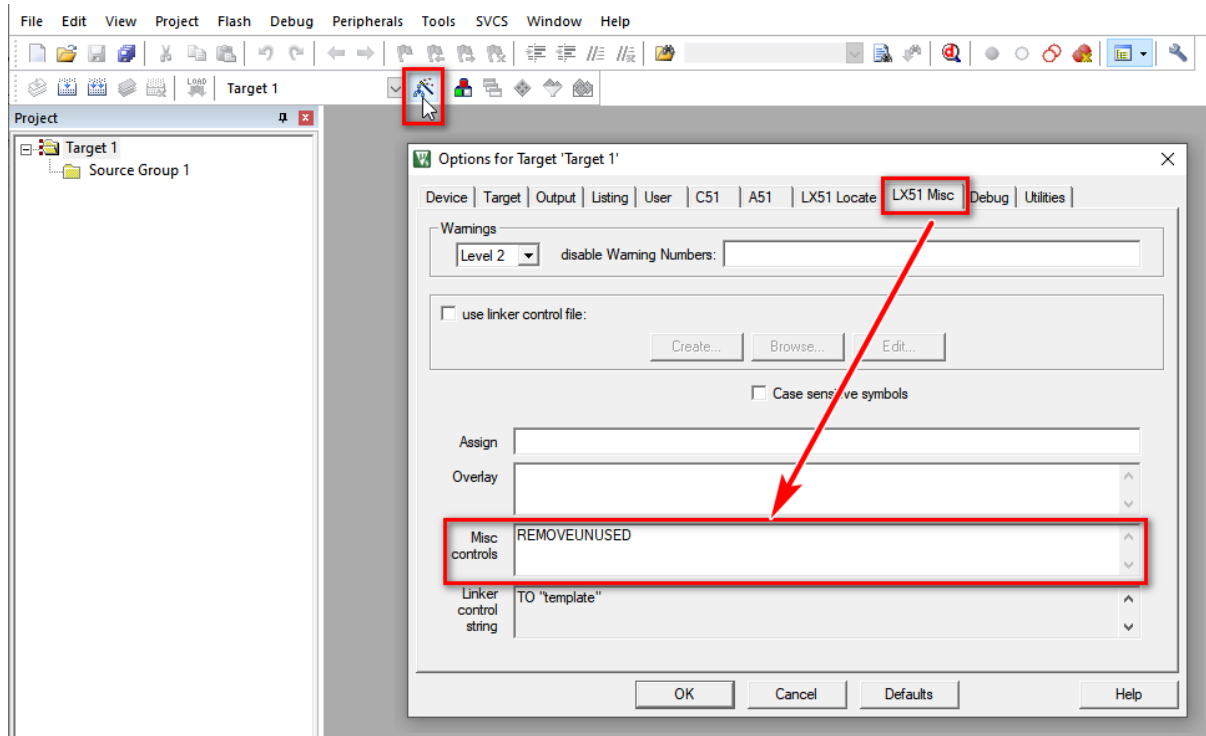 File Edit View Project Flash Debug Peripherals Tools SVCS Window Help
LOAD Target 1
Project
Target 1
Source Group 1
Options for Target 'Target 1'
Device Target Output Listing User C51 A51 LX51 Locate LX51 Misc Debug Utilities
Warnings
Level 2 disable Warning Numbers:
use linker control file:
Create... Browse... Edit...
Case sensitive symbols
Assign
Overlay
Misc controls REMOVEUNUSED
Linker control string TO "template"
OK Cancel Defaults Help